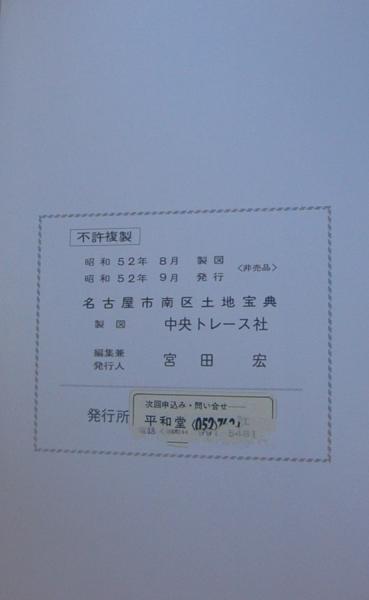 不許複製
昭和52年8月 製図
昭和52年9月 発行
〈非売品〉
名古屋市南区土地宝典
製図 中央トレース社
編集兼
発行人 宮田 宏
発行所
次回申込み・問い合せ
平和堂 (052)